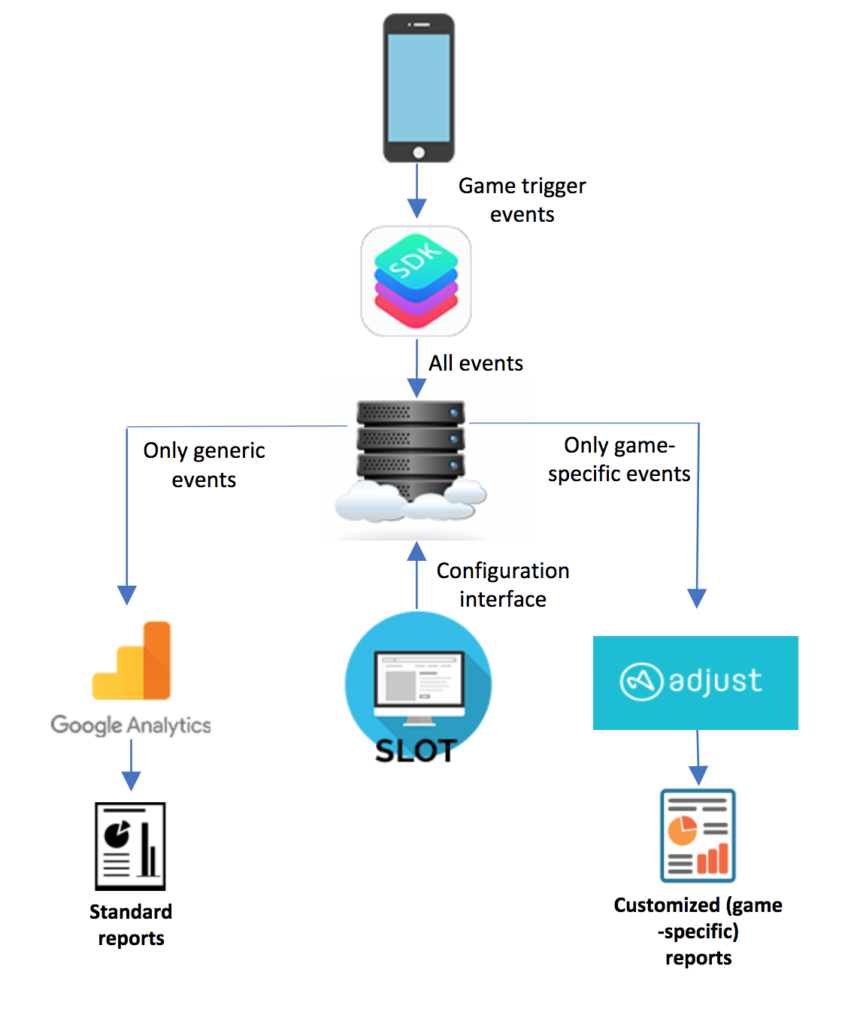 Game trigger
events
SDK
All events
Only generic
events
Only game-
specific events
Configuration
interface
Google Analytics
SLOT
adjust
Standard
reports
Customized (game
-specific)
reports